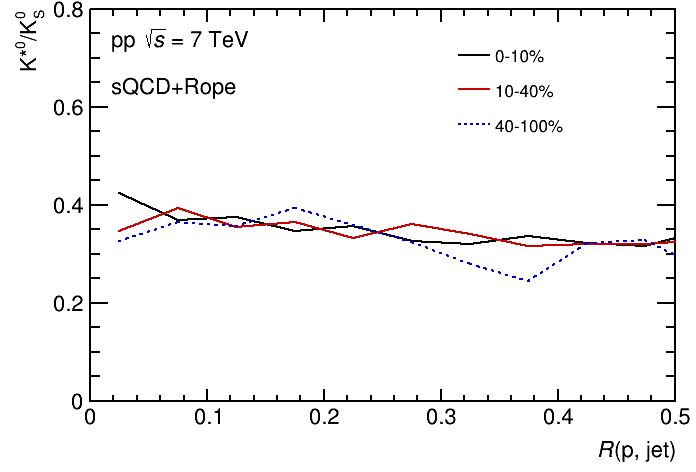 K*⁰/K⁰_S
0.8
0.6
0.4
0.2
0
pp √s = 7 TeV
sQCD+Rope
0-10%
10-40%
40-100%
0 0.1 0.2 0.3 0.4 0.5
R(p, jet)